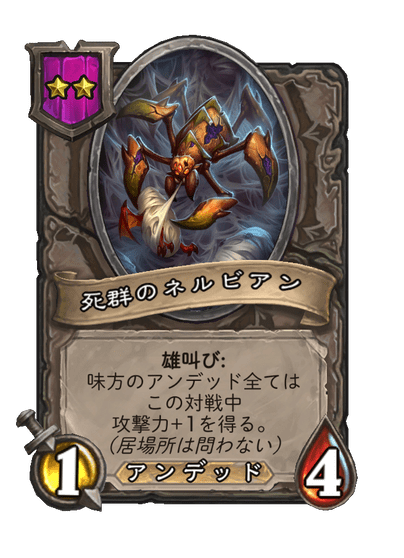 死群のネルビアン
雄叫び:
味方のアンデッド全ては
この対戦中
攻撃力+1を得る。
(居場所は問わない)
1
アンデッド
4